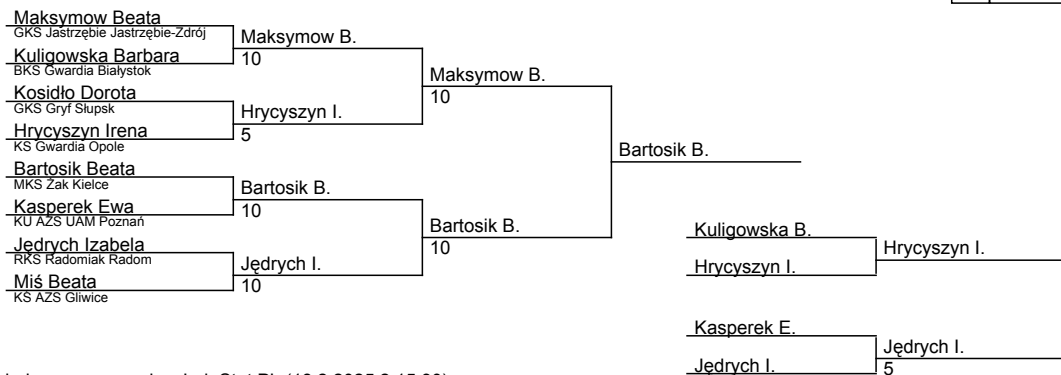 Maksymow Beata
GKS Jastrzębie Jastrzębie-Zdrój
Maksymow B.
Kuligowska Barbara
10
BKS Gwardia Białystok
Maksymow B.
Kosidło Dorota
10
GKS Gryf Słupsk
Hrycyszyn I.
Hrycyszyn Irena
5
KS Gwardia Opole
Bartosik B.
Bartosik Beata
MKS Żak Kielce
Bartosik B.
Kasperek Ewa
10
KU AZS UAM Poznań
Bartosik B.
Kuligowska B.
Jędrych Izabela
10
Hrycyszyn I.
RKS Radomiak Radom
Jędrych I.
Hrycyszyn I.
Miś Beata
10
KŚ AZS Gliwice
Kasperek E.
Jędrych I.
Jędrych I.
5